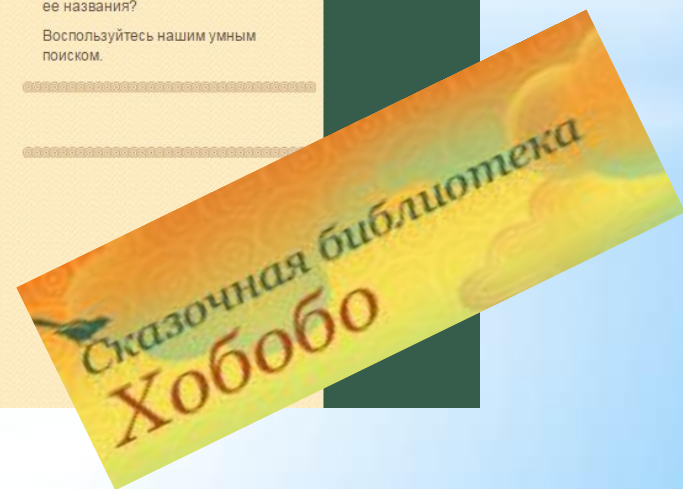 ее названия?
Воспользуйтесь нашим умным
поиском.
Сказочная библиотека
Хобобо